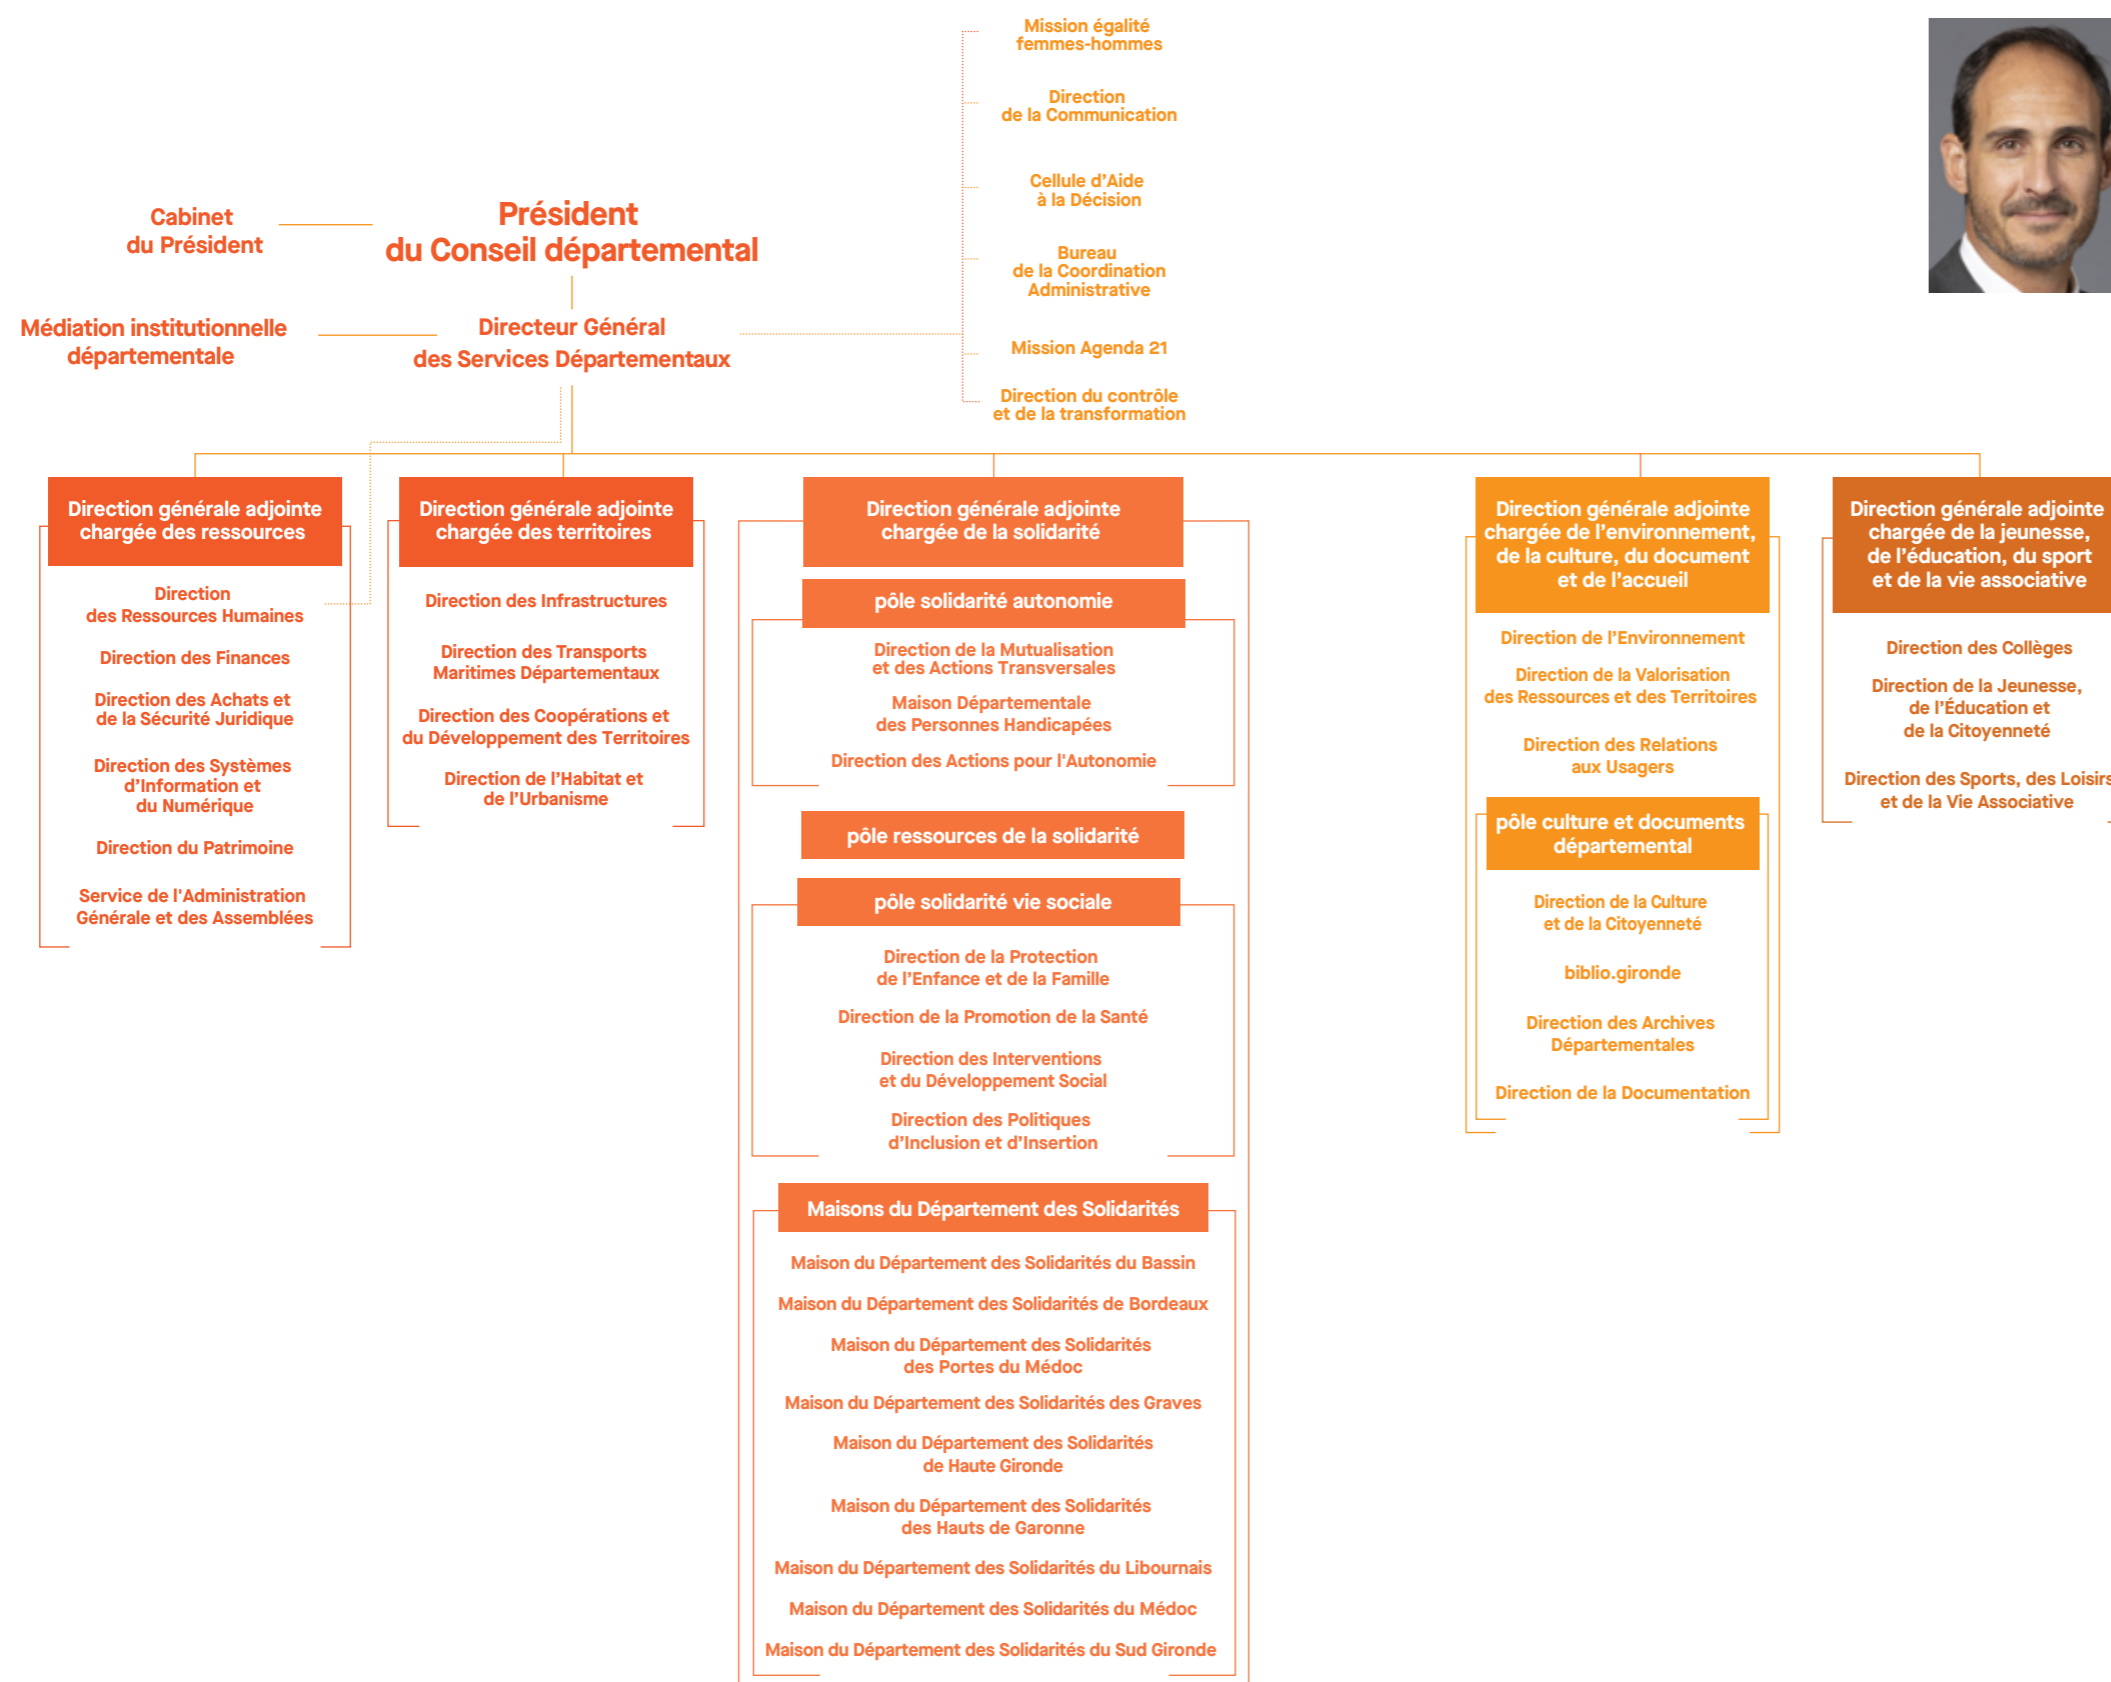 Mission égalité
femmes-hommes
Direction
de la Communication
Cellule d'Aide
à la Décision
Bureau
de la Coordination
Administrative
Mission Agenda 21
Direction du contrôle
et de la transformation
Cabinet
du Président
Président
du Conseil départemental
Médiation institutionnelle
départementale
Directeur Général
des Services Départementaux
Direction générale adjointe
chargée des ressources
Direction
des Ressources Humaines
Direction des Finances
Direction des Achats et
de la Sécurité Juridique
Direction des Systèmes
d'Information et
du Numérique
Direction du Patrimoine
Service de l'Administration
Générale et des Assemblées
Direction générale adjointe
chargée des territoires
Direction des Infrastructures
Direction des Transports
Maritimes Départementaux
Direction des Coopérations et
du Développement des Territoires
Direction de l'Habitat et
de l'Urbanisme
Direction générale adjointe
chargée de la solidarité
pôle solidarité autonomie
Direction de la Mutualisation
et des Actions Transversales
Maison Départementale
des Personnes Handicapées
Direction des Actions pour l'Autonomie
pôle ressources de la solidarité
pôle solidarité vie sociale
Direction de la Protection
de l'Enfance et de la Famille
Direction de la Promotion de la Santé
Direction des Interventions
et du Développement Social
Direction des Politiques
d'Inclusion et d'Insertion
Maisons du Département des Solidarités
Maison du Département des Solidarités du Bassin
Maison du Département des Solidarités de Bordeaux
Maison du Département des Solidarités
des Portes du Médoc
Maison du Département des Solidarités des Graves
Maison du Département des Solidarités
de Haute Gironde
Maison du Département des Solidarités
des Hauts de Garonne
Maison du Département des Solidarités du Libournais
Maison du Département des Solidarités du Médoc
Maison du Département des Solidarités du Sud Gironde
Direction générale adjointe
chargée de l'environnement,
de la culture, du document
et de l'accueil
Direction de l'Environnement
Direction de la Valorisation
des Ressources et des Territoires
Direction des Relations
aux Usagers
pôle culture et documents
départemental
Direction de la Culture
et de la Citoyenneté
biblio.gironde
Direction des Archives
Départementales
Direction de la Documentation
Direction générale adjointe
chargée de la jeunesse,
de l'éducation, du sport
et de la vie associative
Direction des Collèges
Direction de la Jeunesse,
de l'Éducation et
de la Citoyenneté
Direction des Sports, des Loisirs
et de la Vie Associative